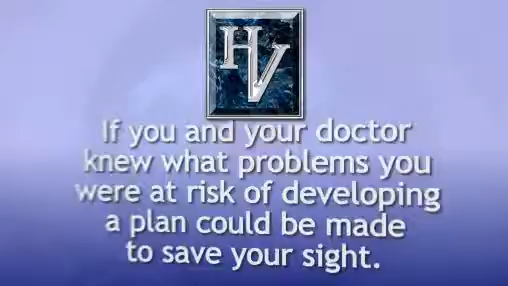 HV
If you and your doctor
knew what problems you
were at risk of developing
a plan could be made
to save your sight.